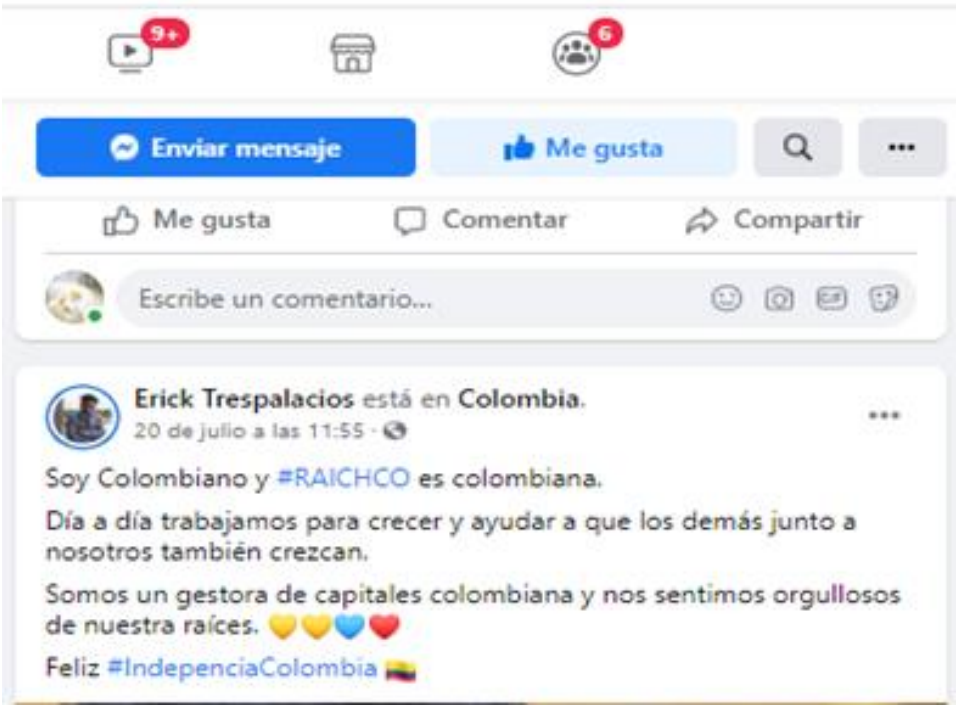 9+
6
Enviar mensaje
Me gusta
Me gusta
Comentar
Compartir
Escribe un comentario...
GIF
Erick Trespalacios está en Colombia.
20 de julio a las 11:55 ·
Soy Colombiano y #RAICHCO es colombiana.
Día a día trabajamos para crecer y ayudar a que los demás junto a
nosotros también crezcan.
Somos un gestora de capitales colombiana y nos sentimos orgullosos
de nuestra raíces. 💛💛💙❤️
Feliz #IndepenciaColombia 🇨🇴